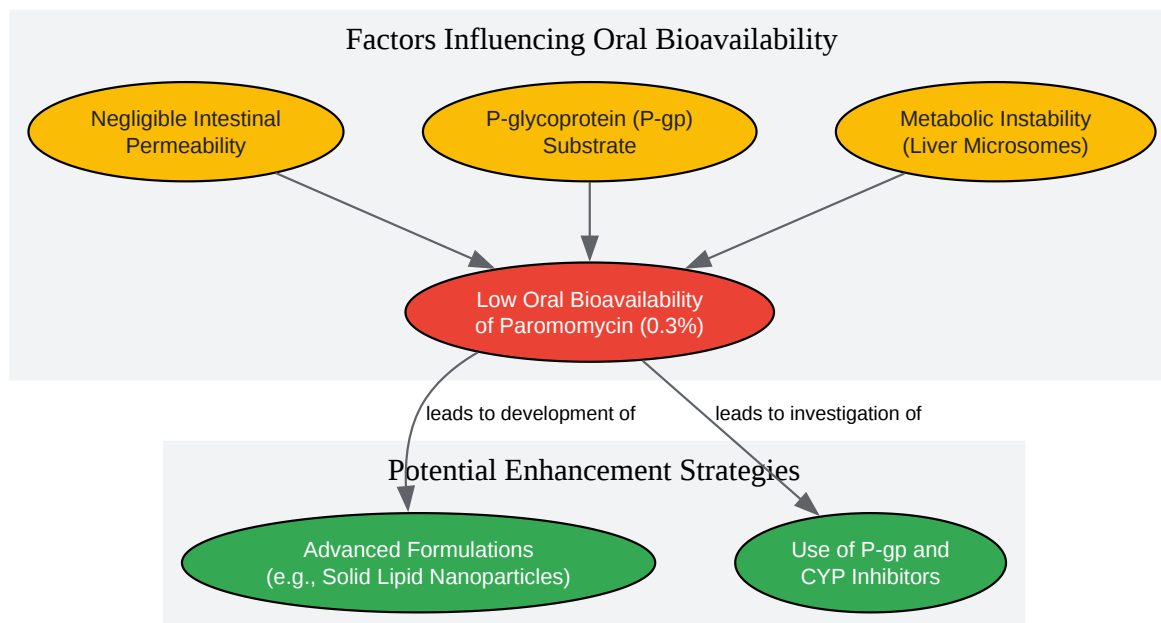 Factors Influencing Oral Bioavailability
Negligible Intestinal
Permeability
P-glycoprotein (P-gp)
Substrate
Metabolic Instability
(Liver Microsomes)
Low Oral Bioavailability
of Paromomycin (0.3%)
leads to development of
leads to investigation of
Potential Enhancement Strategies
Advanced Formulations
(e.g., Solid Lipid Nanoparticles)
Use of P-gp and
CYP Inhibitors